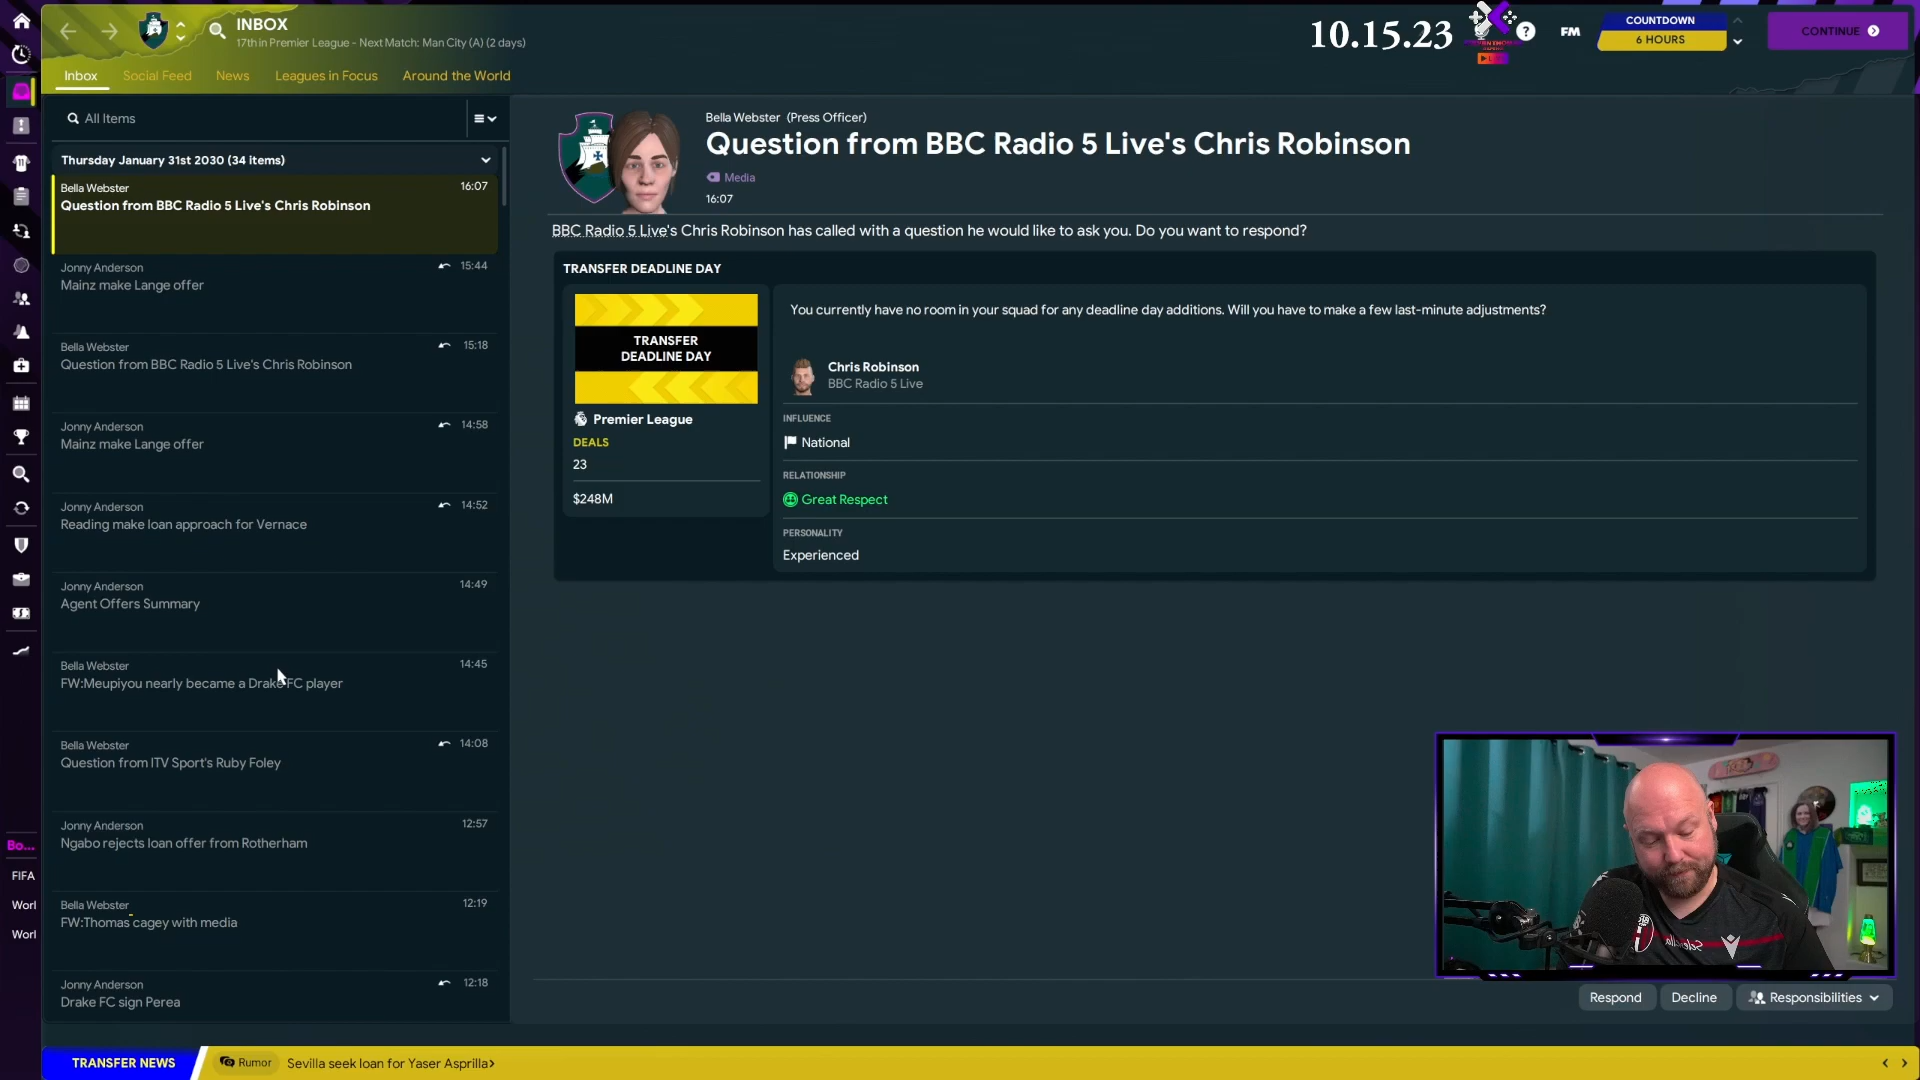 INBOX
17th in Premier League - Next Match: Man City (A) (2 days)
10.15.23
?
FM
COUNTDOWN
6 HOURS
CONTINUE
Inbox
Social Feed
News
Leagues in Focus
Around the World
All Items
Thursday January 31st 2030 (34 items)
Bella Webster
16:07
Question from BBC Radio 5 Live's Chris Robinson
Jonny Anderson
15:44
Mainz make Lange offer
Bella Webster
15:18
Question from BBC Radio 5 Live's Chris Robinson
Jonny Anderson
14:58
Mainz make Lange offer
Jonny Anderson
14:52
Reading make loan approach for Vernace
Jonny Anderson
14:49
Agent Offers Summary
Bella Webster
14:45
FW:Meupiyou nearly became a Drake FC player
Bella Webster
14:08
Question from ITV Sport's Ruby Foley
Jonny Anderson
12:57
Ngabo rejects loan offer from Rotherham
Bella Webster
12:19
FW:Thomas cagey with media
Jonny Anderson
12:18
Drake FC sign Perea
Bo...
FIFA
Worl
Worl
Bella Webster (Press Officer)
Question from BBC Radio 5 Live's Chris Robinson
Media
16:07
BBC Radio 5 Live's Chris Robinson has called with a question he would like to ask you. Do you want to respond?
TRANSFER DEADLINE DAY
TRANSFER
DEADLINE DAY
Premier League
DEALS
23
$248M
You currently have no room in your squad for any deadline day additions. Will you have to make a few last-minute adjustments?
Chris Robinson
BBC Radio 5 Live
INFLUENCE
National
RELATIONSHIP
Great Respect
PERSONALITY
Experienced
Respond
Decline
Responsibilities
TRANSFER NEWS
Rumor
Sevilla seek loan for Yaser Asprilla>